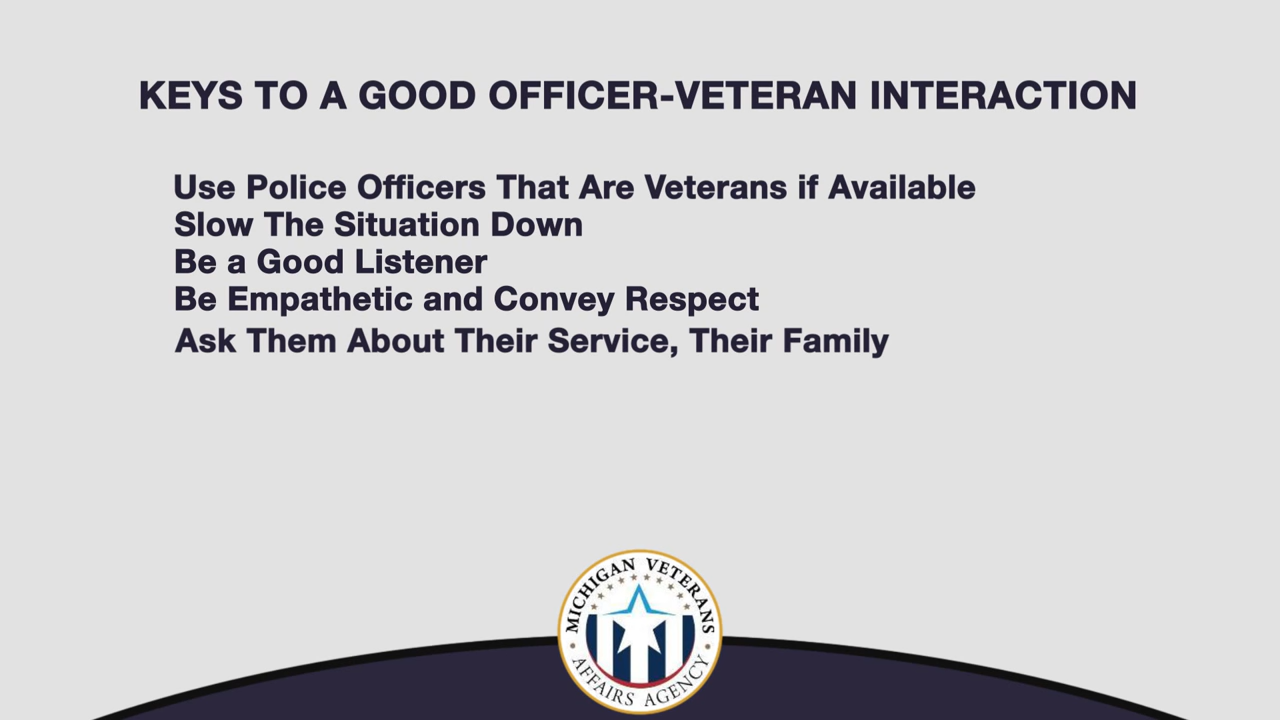 KEYS TO A GOOD OFFICER-VETERAN INTERACTION
Use Police Officers That Are Veterans if Available
Slow The Situation Down
Be a Good Listener
Be Empathetic and Convey Respect
Ask Them About Their Service, Their Family
MICHIGAN VETERANS
AFFAIRS AGENCY